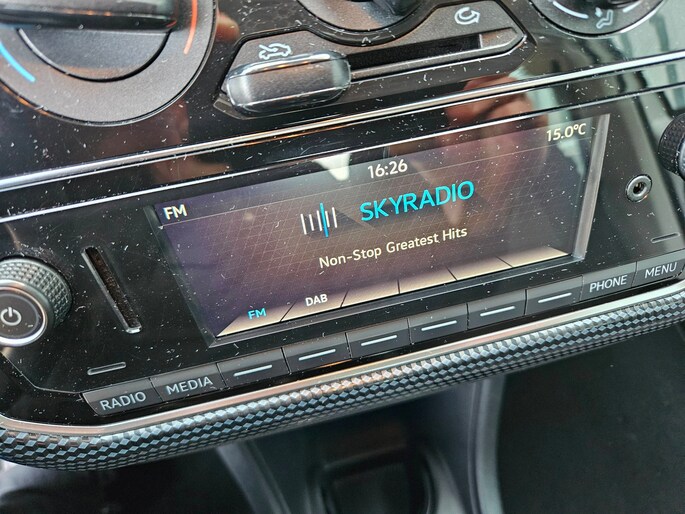 15.0°C
16:26
FM
SKYRADIO
Non-Stop Greatest Hits
FM
DAB
RADIO
MEDIA
PHONE
MENU